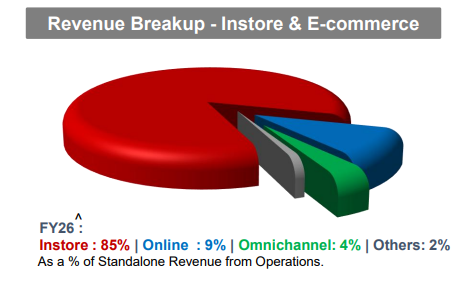 Revenue Breakup - Instore & E-commerce
FY26^:
Instore : 85% | Online : 9% | Omnichannel: 4% | Others: 2%
As a % of Standalone Revenue from Operations.